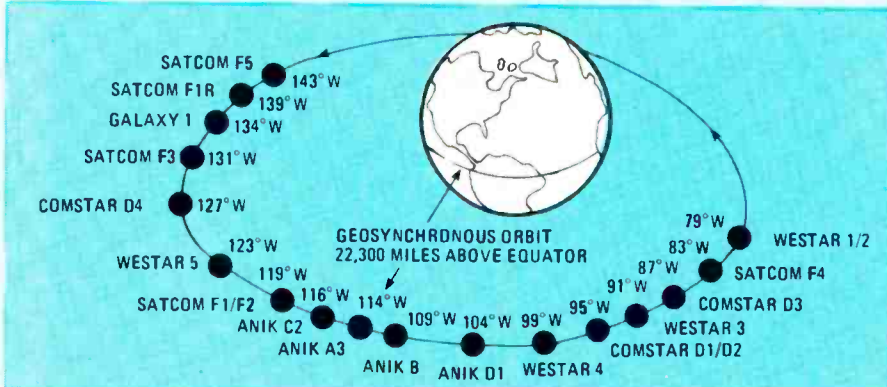 SATCOM F5
143°W
SATCOM F1R
139°W
GALAXY 1
134°W
SATCOM F3
131°W
COMSTAR D4
127°W
WESTAR 5
123°W
SATCOM F1/F2
119°W
ANIK C2
116°W
ANIK A3
114°W
ANIK B
109°W
ANIK D1
104°W
WESTAR 4
99°W
COMSTAR D1/D2
95°W
WESTAR 3
91°W
COMSTAR D3
87°W
SATCOM F4
83°W
WESTAR 1/2
79°W
GEOSYNCHRDNOUS ORBIT
22,300 MILES ABOVE EQUATOR